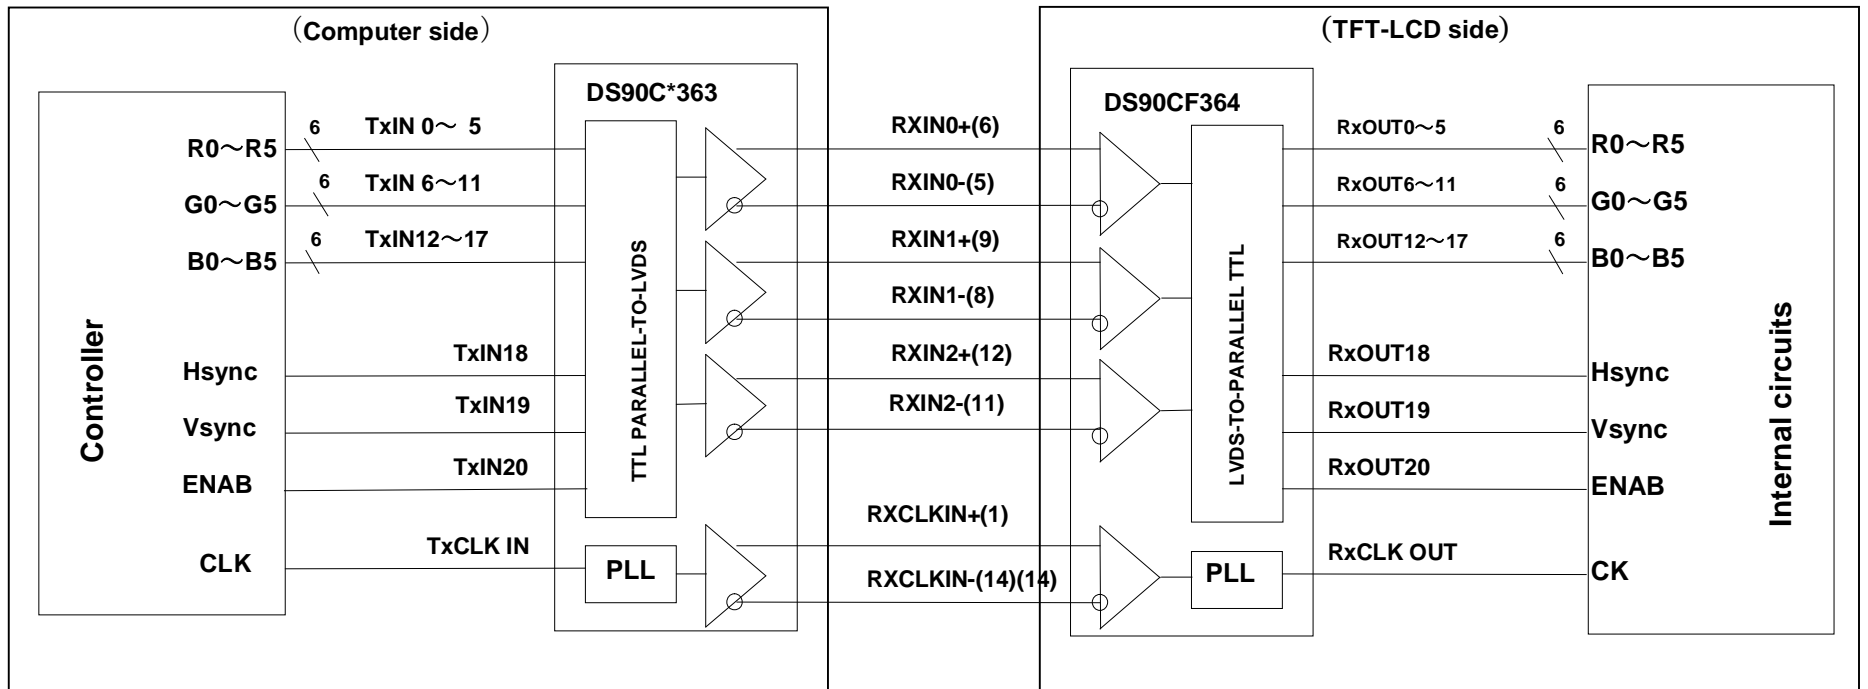 （Computer side）
Controller
R0～R5
G0～G5
B0～B5
Hsync
Vsync
ENAB
CLK
6
TxIN 0～ 5
6
TxIN 6～11
6
TxIN12～17
TxIN18
TxIN19
TxIN20
TxCLK IN
DS90C*363
TTL PARALLEL-TO-LVDS
PLL
RXIN0+(6)
RXIN0-(5)
RXIN1+(9)
RXIN1-(8)
RXIN2+(12)
RXIN2-(11)
RXCLKIN+(1)
RXCLKIN-(14)(14)
（TFT-LCD side）
DS90CF364
LVDS-TO-PARALLEL TTL
PLL
RxOUT0～5
6
RxOUT6～11
6
RxOUT12～17
6
RxOUT18
RxOUT19
RxOUT20
RxCLK OUT
R0～R5
G0～G5
B0～B5
Hsync
Vsync
ENAB
CK
Internal circuits